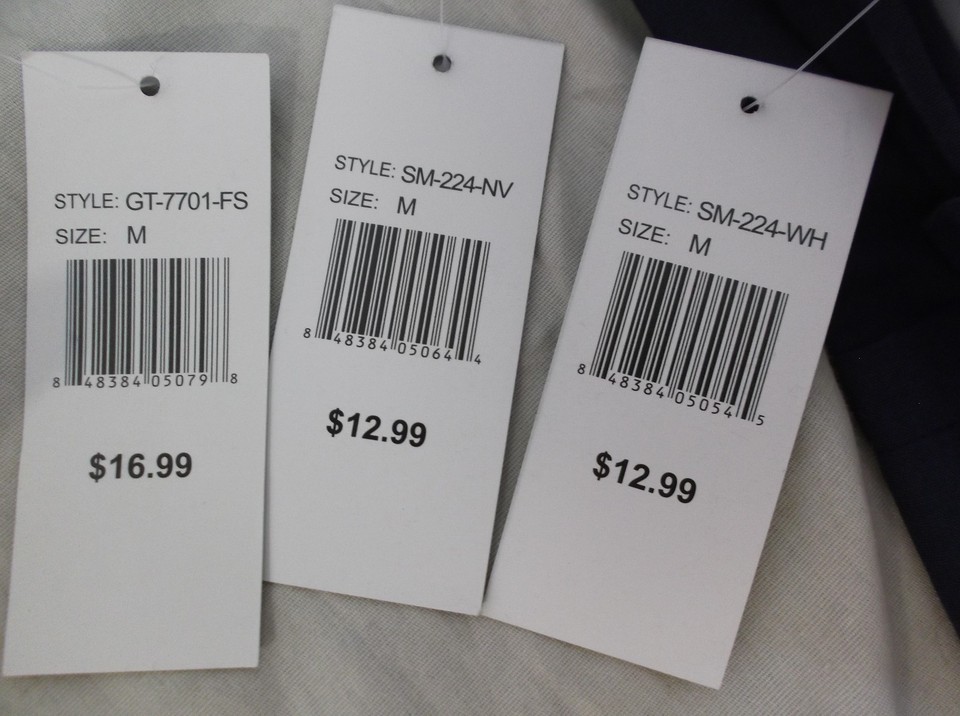 STYLE: GT-7701-FS
SIZE: M
8 48384 05079 8
$16.99
STYLE: SM-224-NV
SIZE: M
8 48384 05064 4
$12.99
STYLE: SM-224-WH
SIZE: M
8 48384 05054 5
$12.99